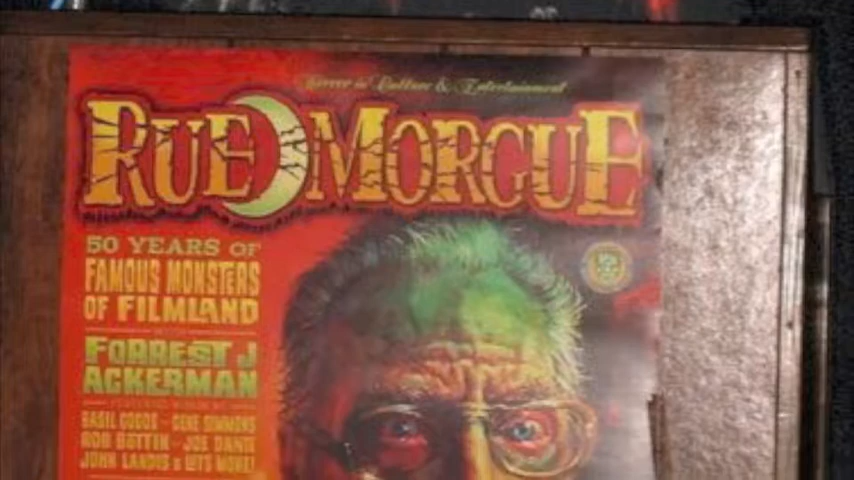 Horror in Culture & Entertainment
RUE MORGUE
50 YEARS OF
FAMOUS MONSTERS
OF FILMLAND
FORREST J
ACKERMAN
BASIL GOGOS - GENE SIMMONS
ROB BOTTIN - JOE DANTE
JOHN LANDIS & LOTS MORE!